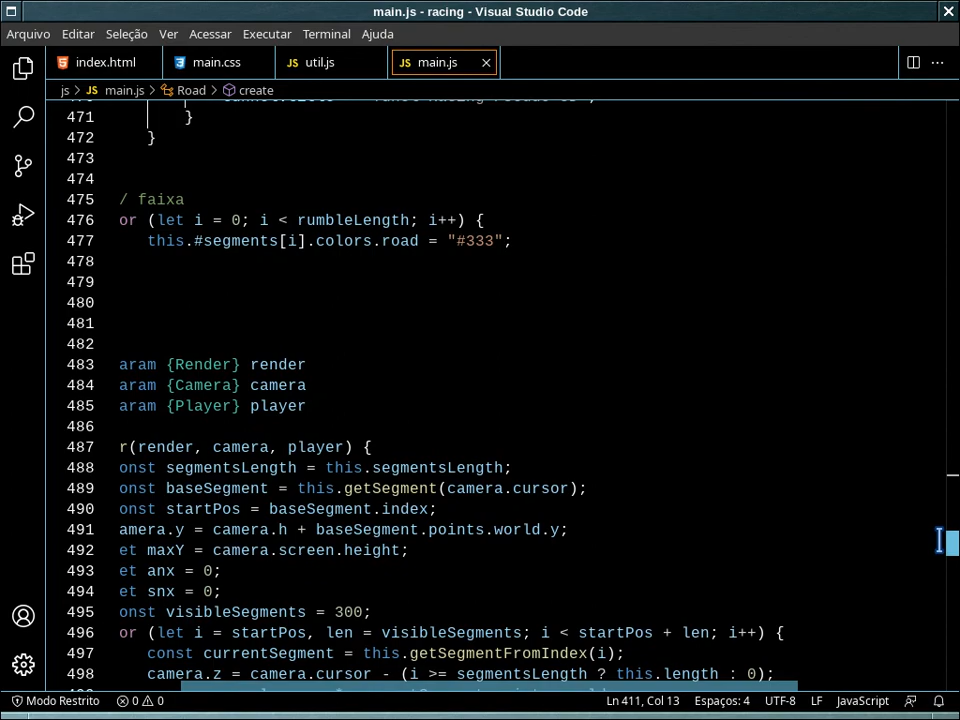 main.js - racing - Visual Studio Code
Arquivo Editar Seleção Ver Acessar Executar Terminal Ajuda
index.html main.css JS util.js JS main.js
js > JS main.js > Road > create
471 }
472 }
473
474
475 / faixa
476 or (let i = 0; i < rumbleLength; i++) {
477 this.#segments[i].colors.road = "#333";
478
479
480
481
482
483 aram {Render} render
484 aram {Camera} camera
485 aram {Player} player
486
487 r(render, camera, player) {
488 onst segmentsLength = this.segmentsLength;
489 onst baseSegment = this.getSegment(camera.cursor);
490 onst startPos = baseSegment.index;
491 amera.y = camera.h + baseSegment.points.world.y;
492 et maxY = camera.screen.height;
493 et anx = 0;
494 et snx = 0;
495 onst visibleSegments = 300;
496 or (let i = startPos, len = visibleSegments; i < startPos + len; i++) {
497 const currentSegment = this.getSegmentFromIndex(i);
498 camera.z = camera.cursor - (i >= segmentsLength ? this.length : 0);
Modo Restrito 0 0 Ln 411, Col 13 Espaços: 4 UTF-8 LF JavaScript